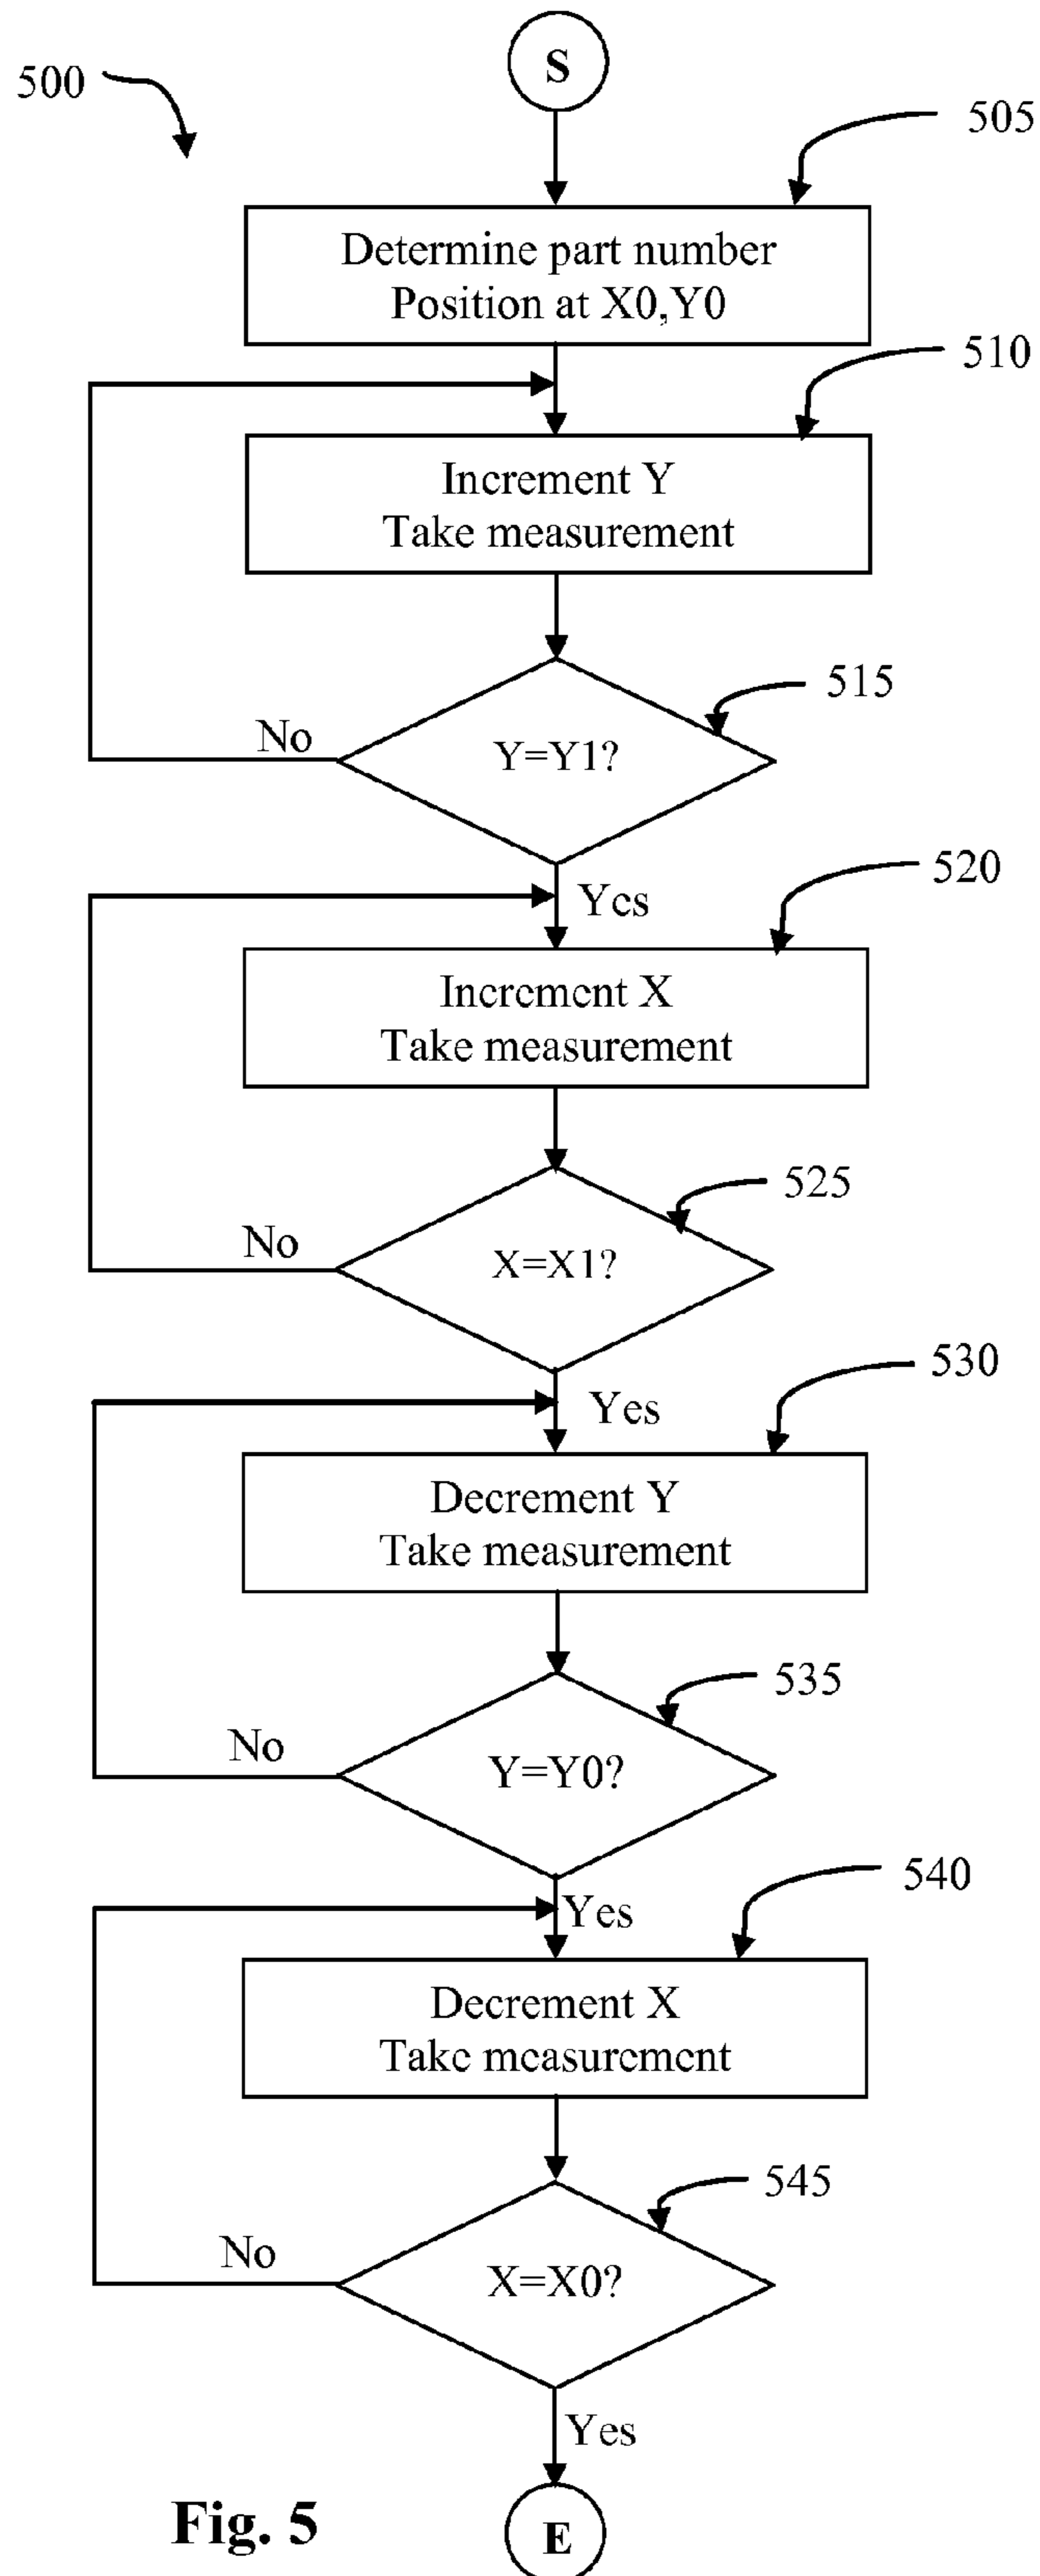 S
500
505
Determine part number
Position at X0,Y0
510
Increment Y
Take measurement
515
No
Y=Y1?
520
Yes
Increment X
Take measurement
525
No
X=X1?
530
Yes
Decrement Y
Take measurement
535
No
Y=Y0?
540
Yes
Decrement X
Take measurement
545
No
X=X0?
Yes
Fig. 5
E